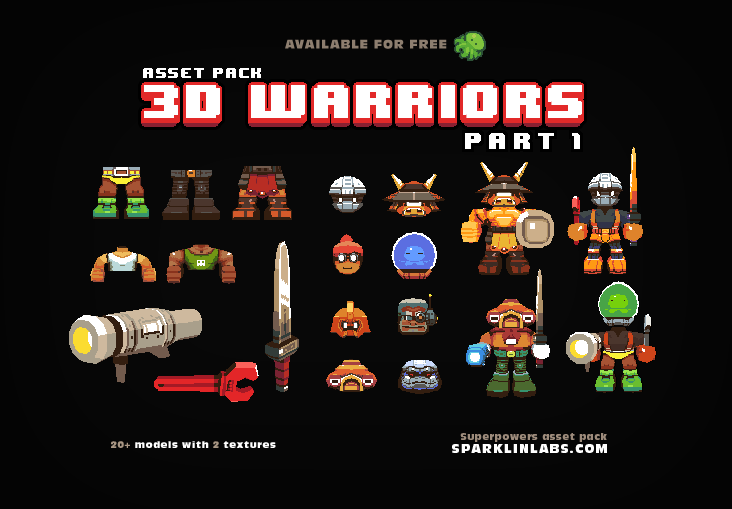 AVAILABLE FOR FREE
ASSET PACK
3D WARRIORS
PART 1
20+ models with 2 textures
Superpowers asset pack
SPARKLINLABS.COM